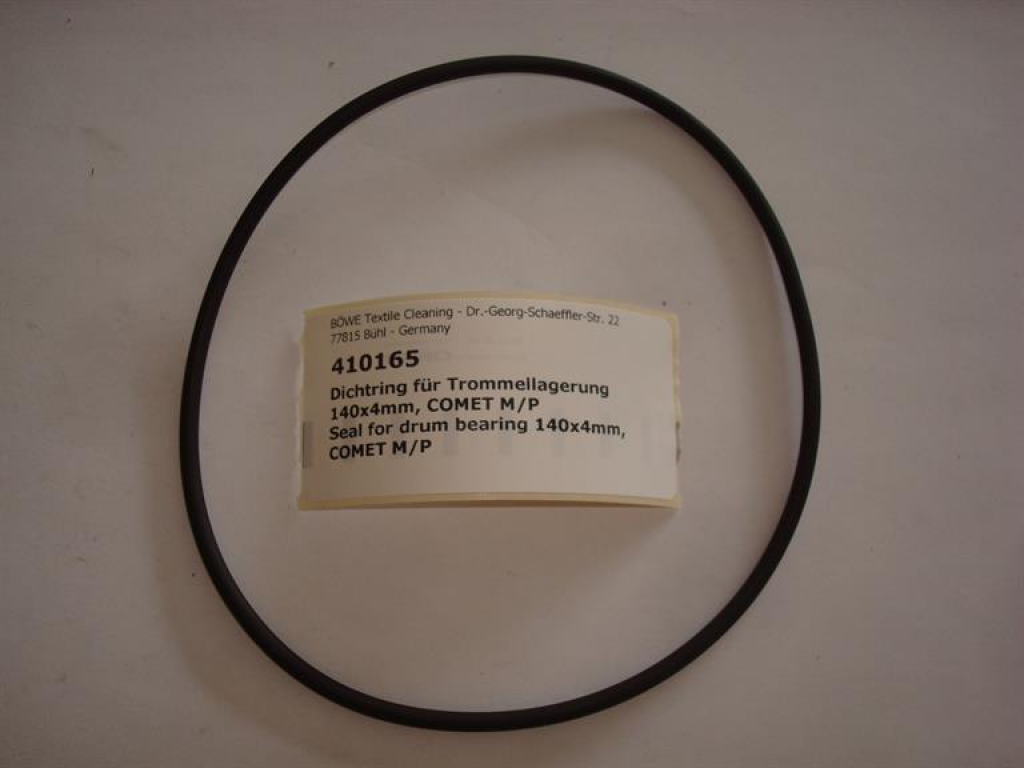 BÖWE Textile Cleaning - Dr.-Georg-Schaeffler-Str. 22
77815 Bühl - Germany
410165
Dichtring für Trommellagerung
140x4mm, COMET M/P
Seal for drum bearing 140x4mm,
COMET M/P